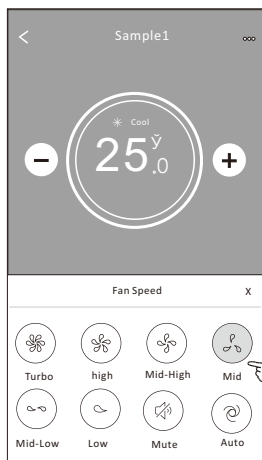 Sample1
Cool
25.0 ў
Fan Speed x
Turbo high Mid-High Mid
Mid-Low Low Mute Auto